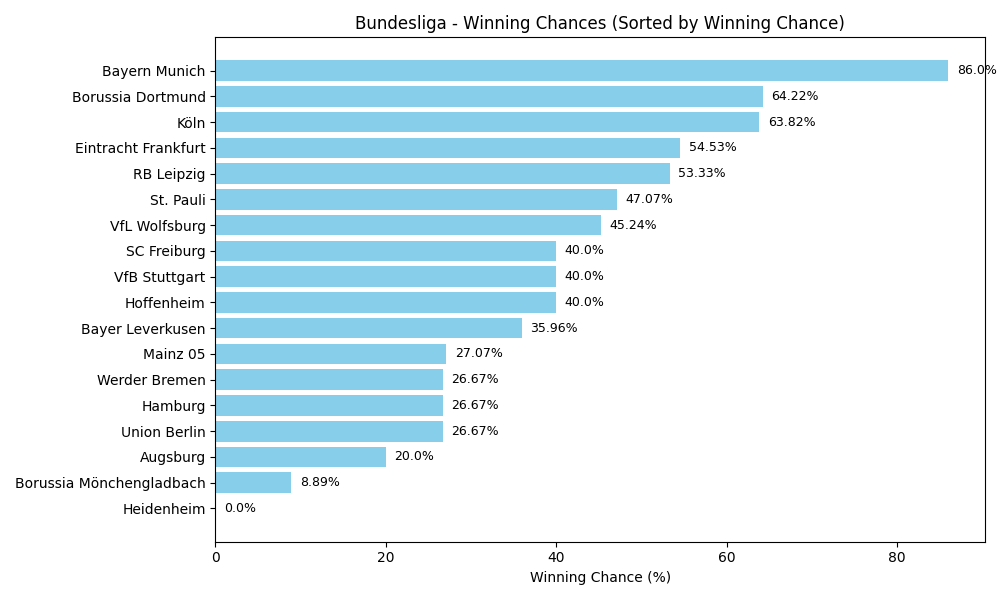 Bundesliga - Winning Chances (Sorted by Winning Chance)
Bayern Munich 86.0%
Borussia Dortmund 64.22%
Köln 63.82%
Eintracht Frankfurt 54.53%
RB Leipzig 53.33%
St. Pauli 47.07%
VfL Wolfsburg 45.24%
SC Freiburg 40.0%
VfB Stuttgart 40.0%
Hoffenheim 40.0%
Bayer Leverkusen 35.96%
Mainz 05 27.07%
Werder Bremen 26.67%
Hamburg 26.67%
Union Berlin 26.67%
Augsburg 20.0%
Borussia Mönchengladbach 8.89%
Heidenheim 0.0%
0 20 40 60 80
Winning Chance (%)